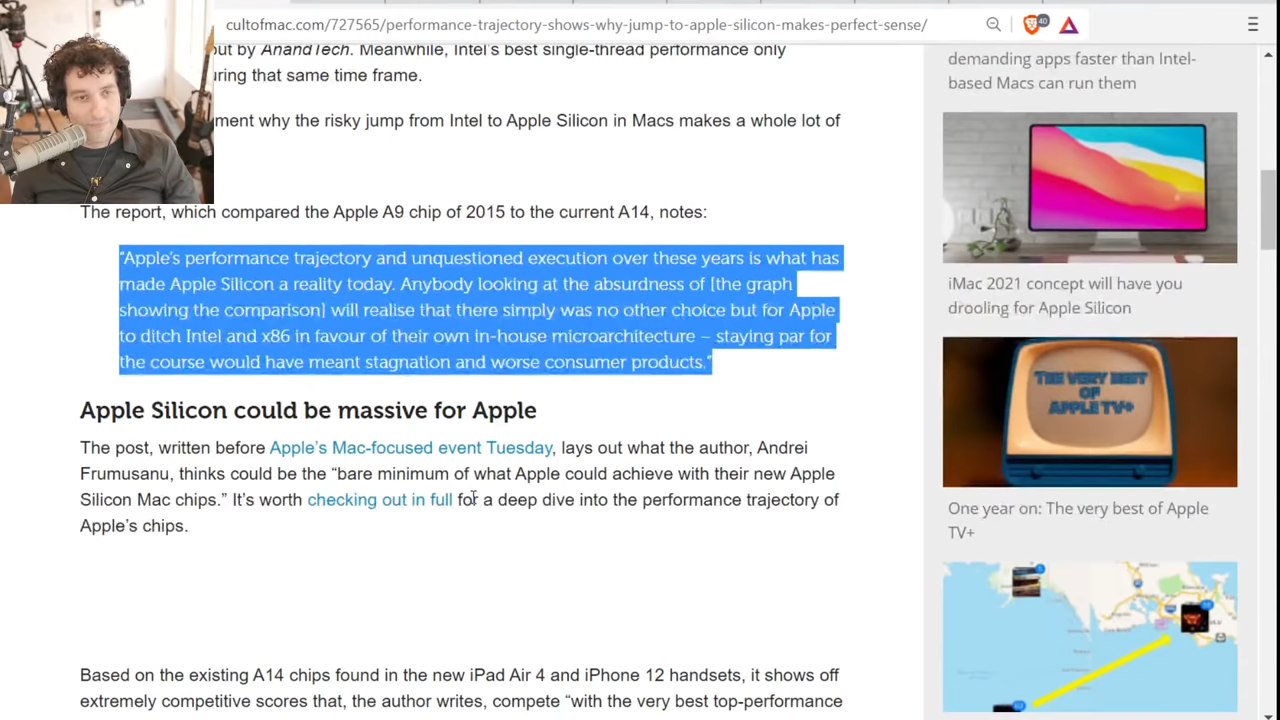 cultofmac.com/727565/performance-trajectory-shows-why-jump-to-apple-silicon-makes-perfect-sense/
40
out by AnandTech. Meanwhile, Intel's best single-thread performance only
uring that same time frame.
ment why the risky jump from Intel to Apple Silicon in Macs makes a whole lot of
The report, which compared the Apple A9 chip of 2015 to the current A14, notes:
“Apple's performance trajectory and unquestioned execution over these years is what has
made Apple Silicon a reality today. Anybody looking at the absurdness of [the graph
showing the comparison] will realise that there simply was no other choice but for Apple
to ditch Intel and x86 in favour of their own in-house microarchitecture – staying par for
the course would have meant stagnation and worse consumer products.”
Apple Silicon could be massive for Apple
The post, written before Apple's Mac-focused event Tuesday, lays out what the author, Andrei
Frumusanu, thinks could be the “bare minimum of what Apple could achieve with their new Apple
Silicon Mac chips.” It's worth checking out in full for a deep dive into the performance trajectory of
Apple's chips.
Based on the existing A14 chips found in the new iPad Air 4 and iPhone 12 handsets, it shows off
extremely competitive scores that, the author writes, compete “with the very best top-performance
demanding apps faster than Intel-
based Macs can run them
iMac 2021 concept will have you
drooling for Apple Silicon
THE VERY BEST
OF
APPLE TV+
One year on: The very best of Apple
TV+